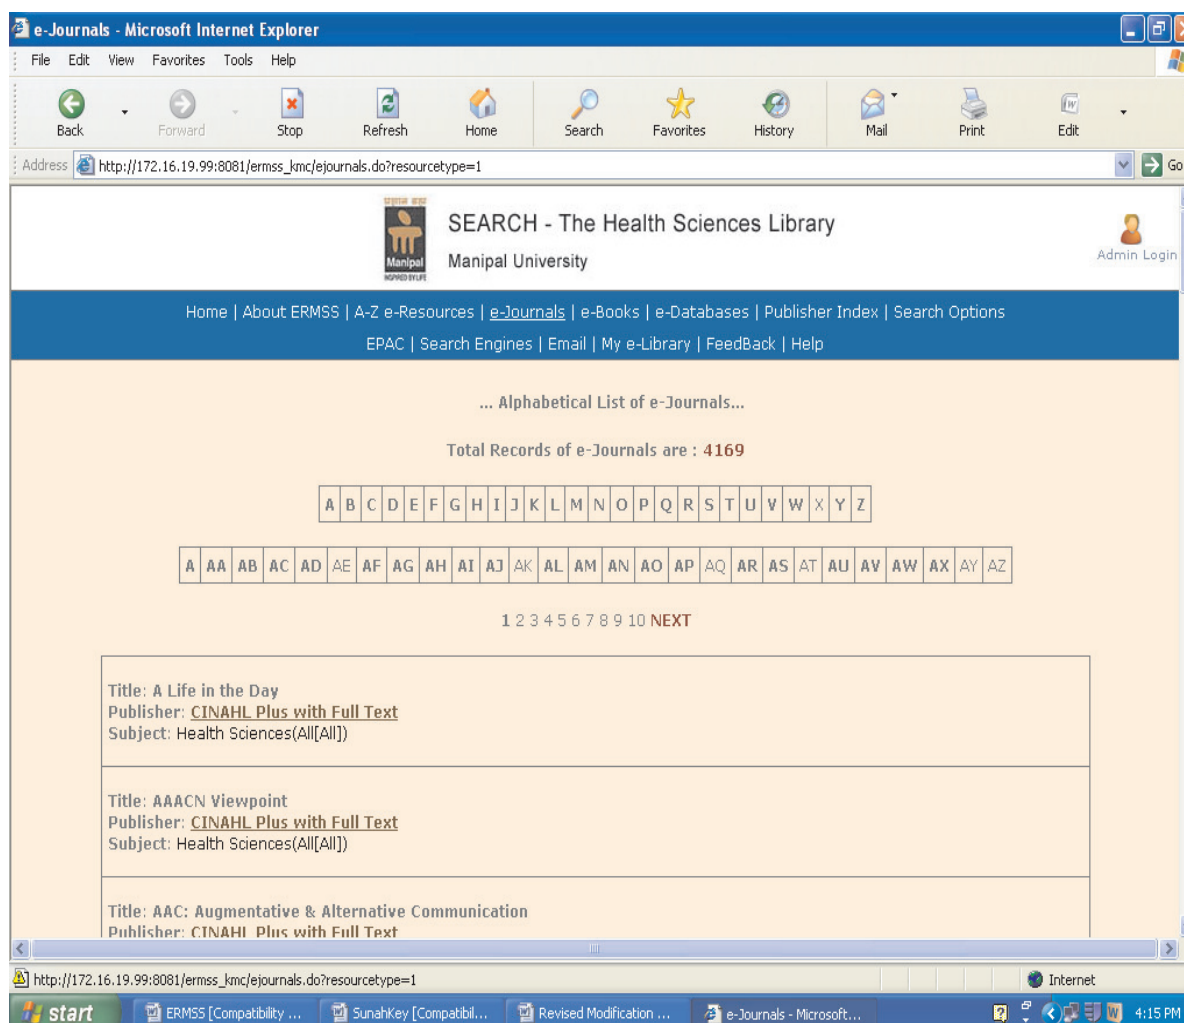 e-Journals - Microsoft Internet Explorer
File Edit View Favorites Tools Help
Back Forward Stop Refresh Home Search Favorites History Mail Print Edit
Address http://172.16.19.99:8081/ermss_kmc/ejournals.do?resourcetype=1 Go
Manipal
INSPIRED BY LIFE
SEARCH - The Health Sciences Library
Manipal University
Admin Login
Home | About ERMSS | A-Z e-Resources | e-Journals | e-Books | e-Databases | Publisher Index | Search Options
EPAC | Search Engines | Email | My e-Library | FeedBack | Help
... Alphabetical List of e-Journals...
Total Records of e-Journals are : 4169
A B C D E F G H I J K L M N O P Q R S T U V W X Y Z
A AA AB AC AD AE AF AG AH AI AJ AK AL AM AN AO AP AQ AR AS AT AU AV AW AX AY AZ
1 2 3 4 5 6 7 8 9 10 NEXT
Title: A Life in the Day
Publisher: CINAHL Plus with Full Text
Subject: Health Sciences(All[All])
Title: AAACN Viewpoint
Publisher: CINAHL Plus with Full Text
Subject: Health Sciences(All[All])
Title: AAC: Augmentative & Alternative Communication
Publisher: CINAHL Plus with Full Text
http://172.16.19.99:8081/ermss_kmc/ejournals.do?resourcetype=1 Internet
start ERMSS [Compatibility ... SunahKey [Compatibil... Revised Modification ... e-Journals - Microsoft... 4:15 PM